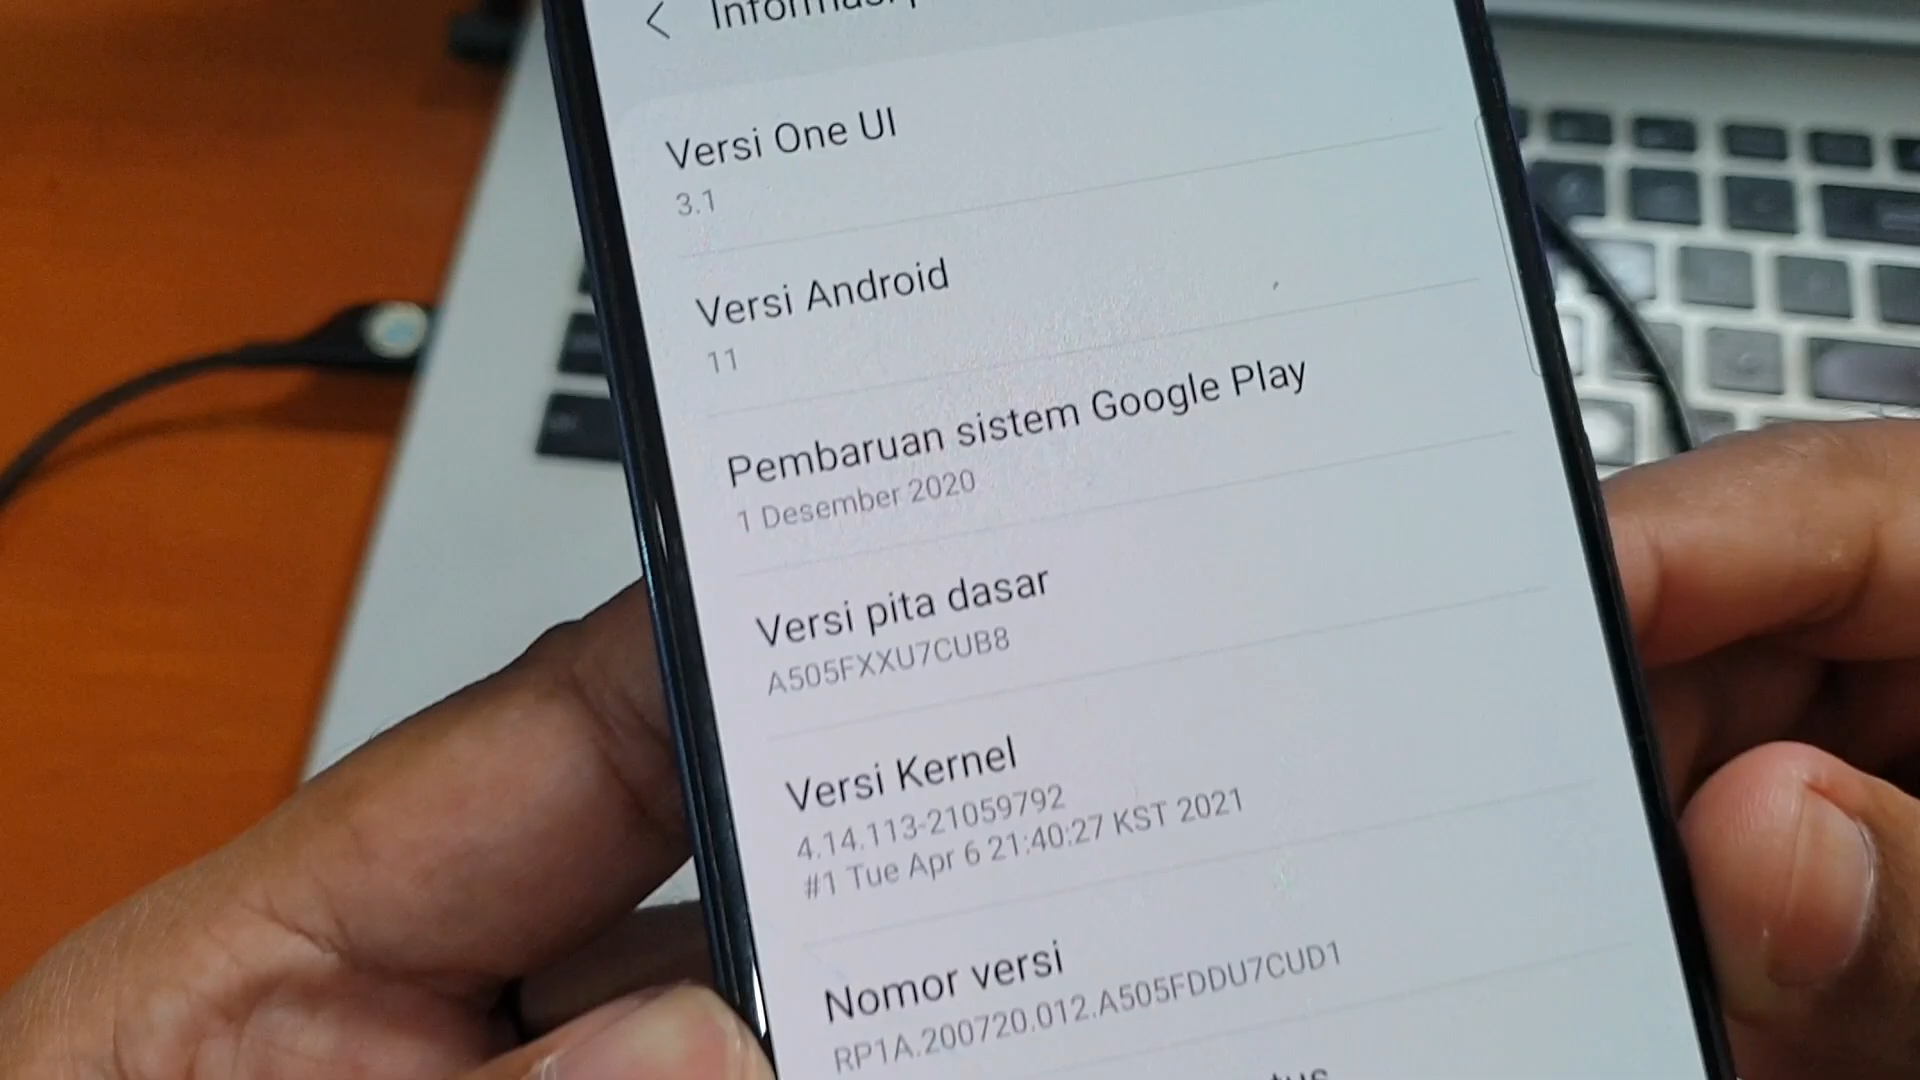 Versi One UI
3.1
Versi Android
11
Pembaruan sistem Google Play
1 Desember 2020
Versi pita dasar
A505FXXU7CUB8
Versi Kernel
4.14.113-21059792
#1 Tue Apr 6 21:40:27 KST 2021
Nomor versi
RP1A.200720.012.A505FDDU7CUD1